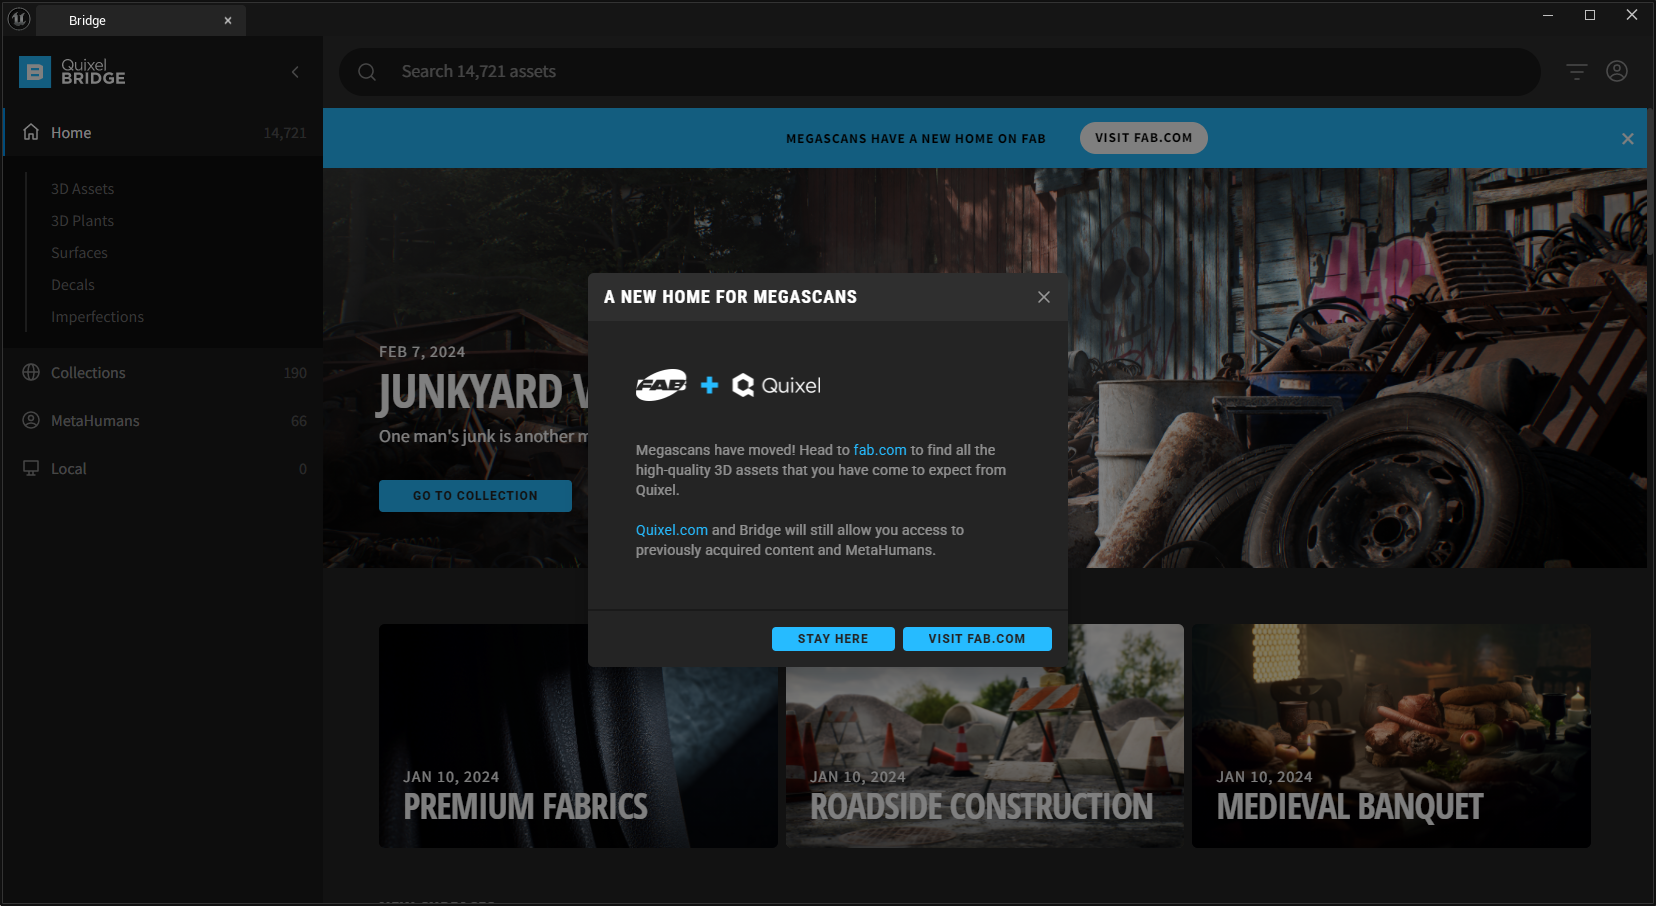 Bridge
Quixel
BRIDGE
Search 14,721 assets
Home 14,721
3D Assets
3D Plants
Surfaces
Decals
Imperfections
Collections 190
MetaHumans 66
Local 0
MEGASCANS HAVE A NEW HOME ON FAB
VISIT FAB.COM
FEB 7, 2024
JUNKYARD
One man's junk is another
GO TO COLLECTION
A NEW HOME FOR MEGASCANS
FAB + Quixel
Megascans have moved! Head to fab.com to find all the
high-quality 3D assets that you have come to expect from
Quixel.
Quixel.com and Bridge will still allow you access to
previously acquired content and MetaHumans.
STAY HERE
VISIT FAB.COM
JAN 10, 2024
PREMIUM FABRICS
JAN 10, 2024
ROADSIDE CONSTRUCTION
JAN 10, 2024
MEDIEVAL BANQUET